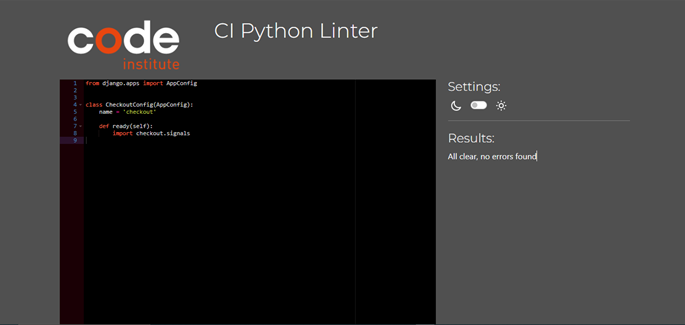 code
institute
CI Python Linter
1 from django.apps import AppConfig
2
3
4 class CheckoutConfig(AppConfig):
5 name = 'checkout'
6
7 def ready(self):
8 import checkout.signals
9
Settings:
Results:
All clear, no errors found